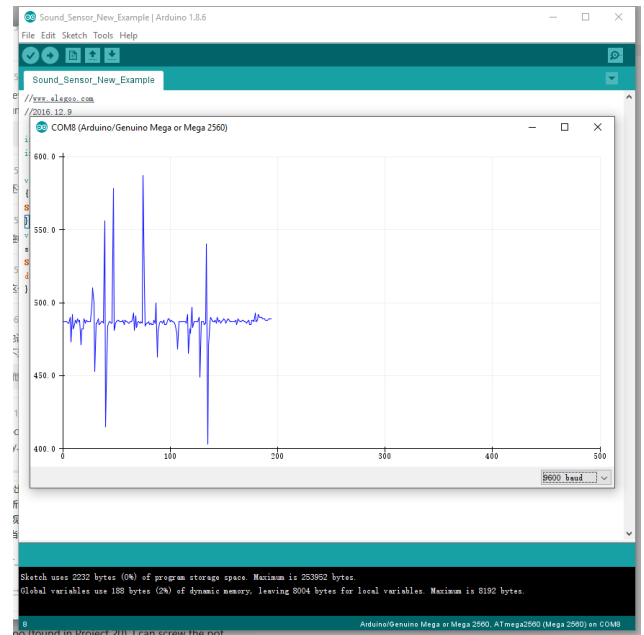 Sound_Sensor_New_Example | Arduino 1.8.6
File Edit Sketch Tools Help
Sound_Sensor_New_Example
//www.elegoo.com
//2016.12.9
COM8 (Arduino/Genuino Mega or Mega 2560)
600.0
550.0
500.0
450.0
400.0
0 100 200 300 400 500
9600 baud
Sketch uses 2232 bytes (0%) of program storage space. Maximum is 253952 bytes.
Global variables use 188 bytes (2%) of dynamic memory, leaving 8004 bytes for local variables. Maximum is 8192 bytes.
8 Arduino/Genuino Mega or Mega 2560, ATmega2560 (Mega 2560) on COM8
(found in Project 20). I can screw the pot